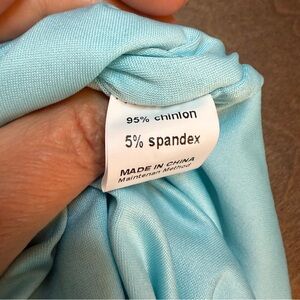 95% chinlon
5% spandex
MADE IN CHINA
Maintenan Method